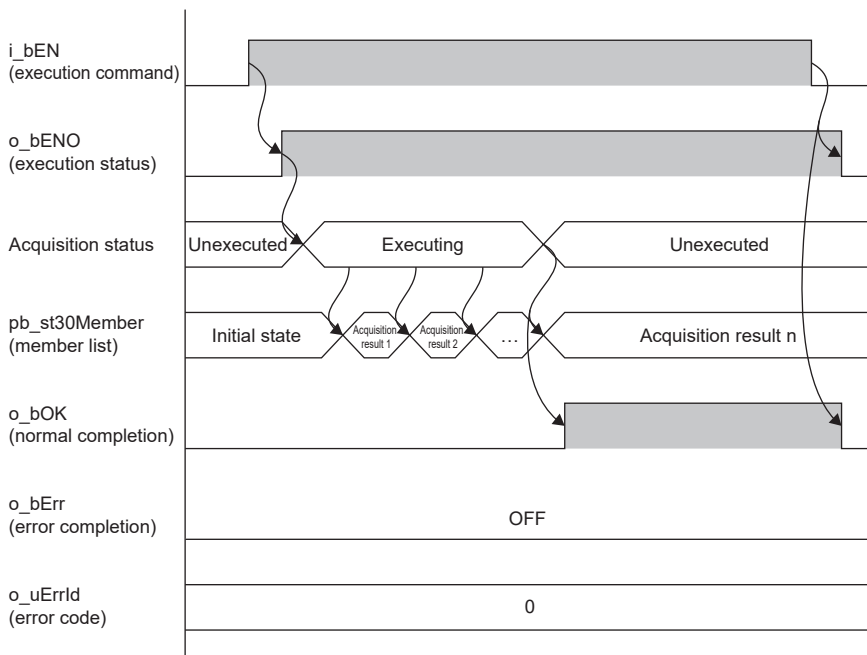 i_bEN
(execution command)
o_bENO
(execution status)
Acquisition status
Unexecuted
Executing
Unexecuted
pb_st30Member
(member list)
Initial state
Acquisition
result 1
Acquisition
result 2
...
Acquisition result n
o_bOK
(normal completion)
o_bErr
(error completion)
OFF
o_uErrId
(error code)
0